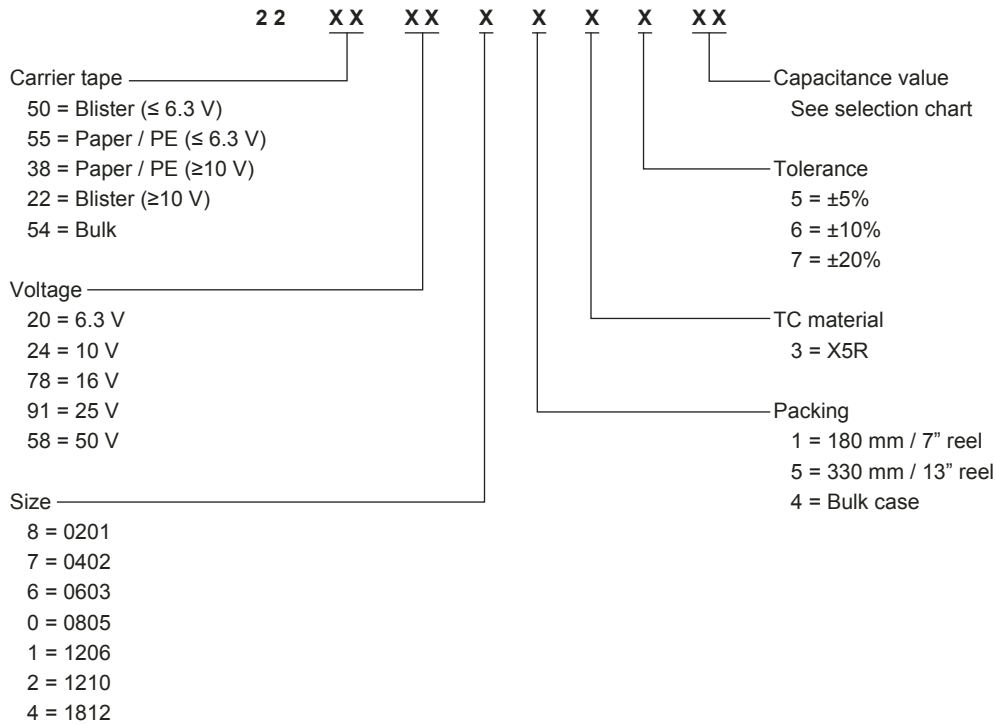 2 2 X X X X X X X X X X
Carrier tape
50 = Blister (≤ 6.3 V)
55 = Paper / PE (≤ 6.3 V)
38 = Paper / PE (≥10 V)
22 = Blister (≥10 V)
54 = Bulk
Voltage
20 = 6.3 V
24 = 10 V
78 = 16 V
91 = 25 V
58 = 50 V
Size
8 = 0201
7 = 0402
6 = 0603
0 = 0805
1 = 1206
2 = 1210
4 = 1812
Capacitance value
See selection chart
Tolerance
5 = ±5%
6 = ±10%
7 = ±20%
TC material
3 = X5R
Packing
1 = 180 mm / 7” reel
5 = 330 mm / 13” reel
4 = Bulk case